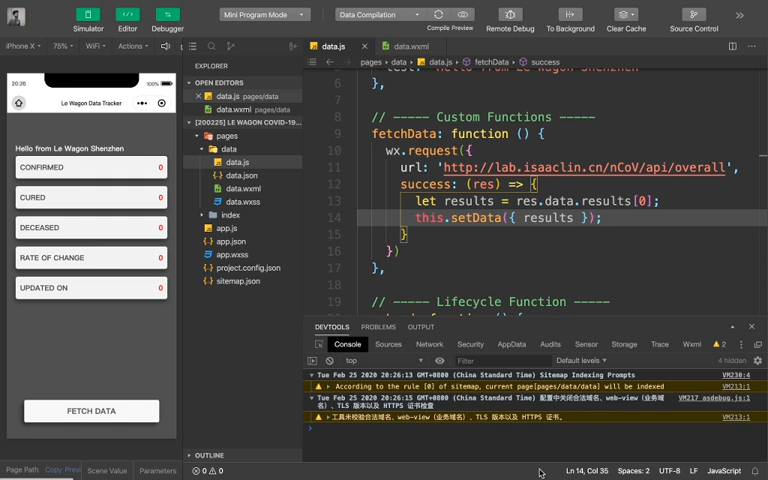 Simulator
Editor
Debugger
Mini Program Mode
Data Compilation
Compile Preview
Remote Debug
To Background
Clear Cache
Source Control
iPhone X
75%
WiFi
Actions
20:26
100%
Le Wagon Data Tracker
Hello from Le Wagon Shenzhen
CONFIRMED 0
CURED 0
DECEASED 0
RATE OF CHANGE 0
UPDATED ON 0
FETCH DATA
Page Path
Copy Previ
Scene Value
Parameters
EXPLORER
OPEN EDITORS
data.js pages/data
data.wxml pages/data
[200225] LE WAGON COVID-19...
pages
data
data.js
data.json
data.wxml
data.wxss
index
app.js
app.json
app.wxss
project.config.json
sitemap.json
OUTLINE
data.js
data.wxml
pages > data > data.js > fetchData > success
6 },
7
8 // ----- Custom Functions -----
9 fetchData: function () {
10 wx.request({
11 url: 'http://lab.isaaclin.cn/nCoV/api/overall',
12 success: (res) => {
13 let results = res.data.results[0];
14 this.setData({ results });
15 }
16 })
17 },
18
19 // ----- Lifecycle Function -----
DEVTOOLS
PROBLEMS
OUTPUT
Console
Sources
Network
Security
AppData
Audits
Sensor
Storage
Trace
Wxml
2
top
Filter
Default levels
4 hidden
Tue Feb 25 2020 20:26:13 GMT+0800 (China Standard Time) Sitemap Indexing Prompts VM230:4
According to the rule [0] of sitemap, current page[pages/data/data] will be indexed VM213:1
Tue Feb 25 2020 20:26:15 GMT+0800 (China Standard Time) 配置中关闭合法域名、web-view（业务域 VM217 asdebug.js:1
名）、TLS 版本以及 HTTPS 证书检查
工具未校验合法域名、web-view（业务域名）、TLS 版本以及 HTTPS 证书。 VM213:1
0 0
Ln 14, Col 35
Spaces: 2
UTF-8
LF
JavaScript